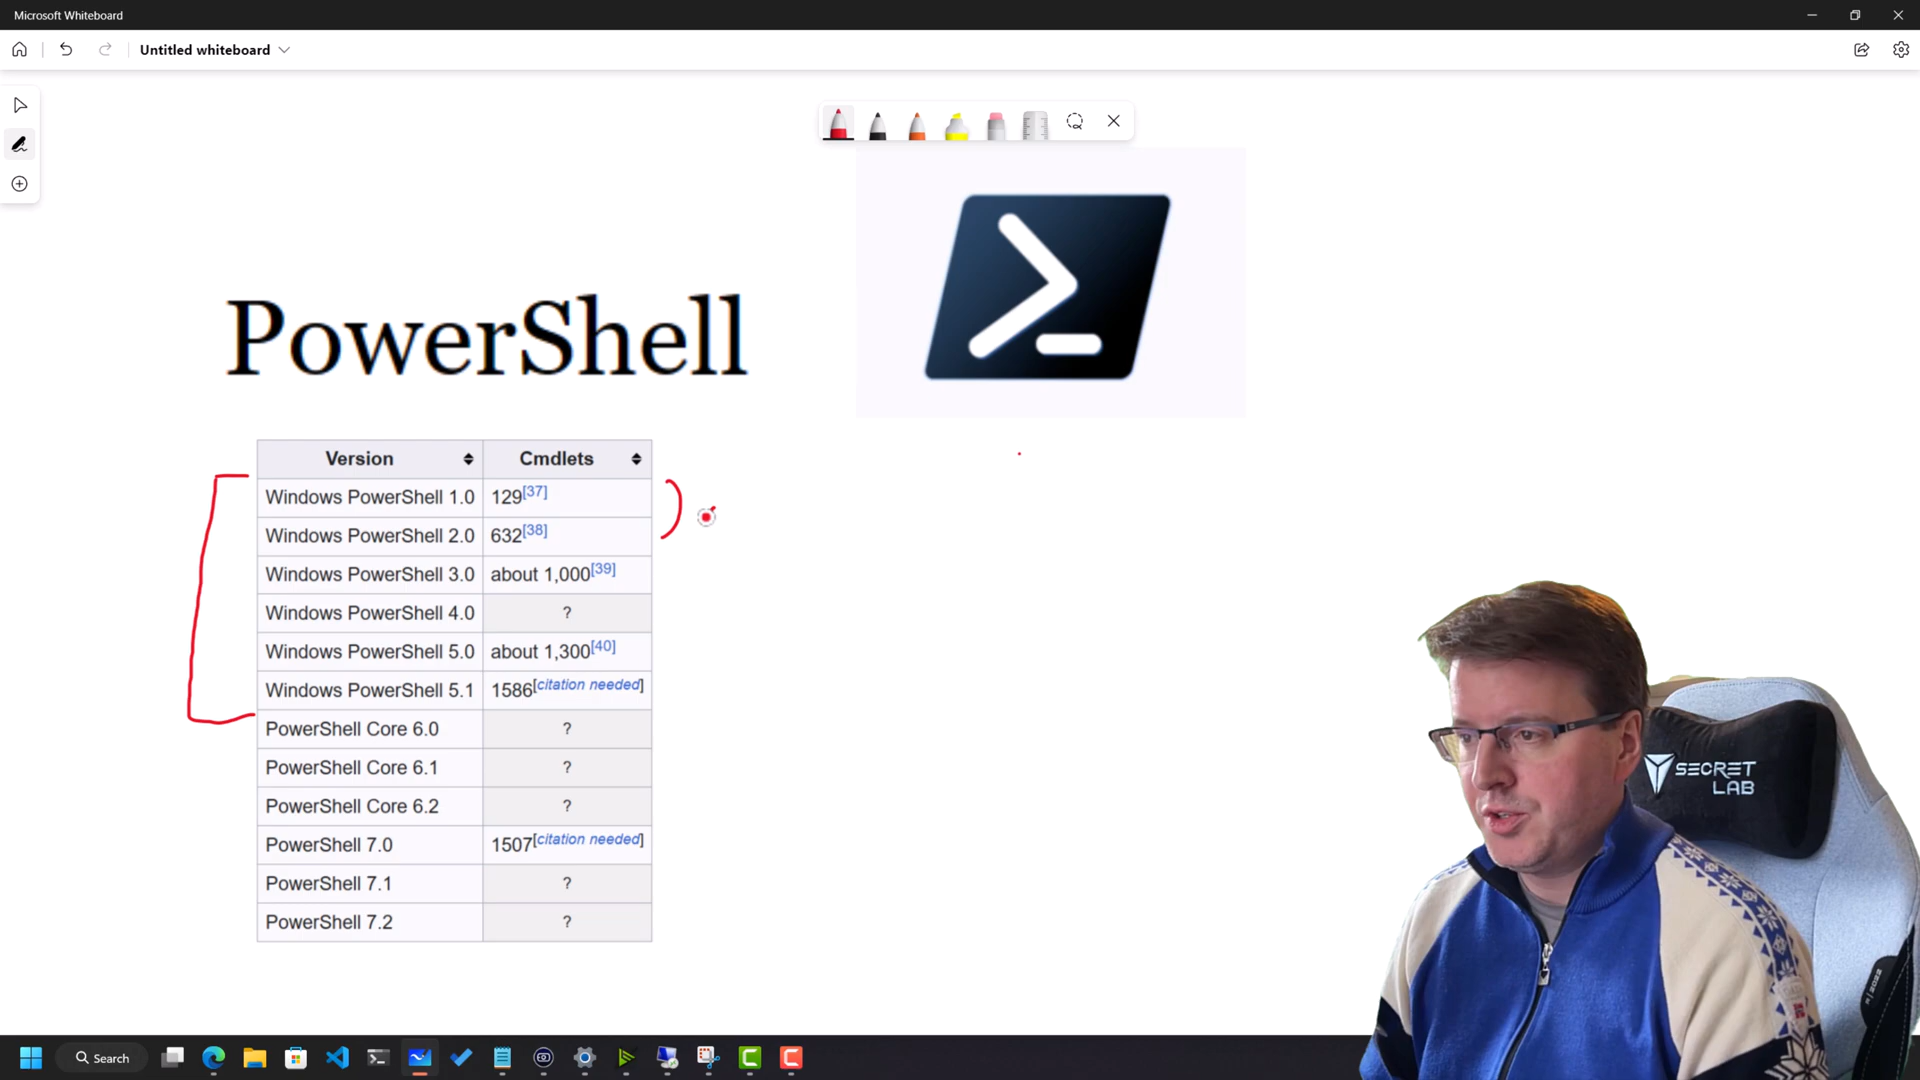 Microsoft Whiteboard
Untitled whiteboard
PowerShell
Version Cmdlets
Windows PowerShell 1.0 129[37]
Windows PowerShell 2.0 632[38]
Windows PowerShell 3.0 about 1,000[39]
Windows PowerShell 4.0 ?
Windows PowerShell 5.0 about 1,300[40]
Windows PowerShell 5.1 1586[citation needed]
PowerShell Core 6.0 ?
PowerShell Core 6.1 ?
PowerShell Core 6.2 ?
PowerShell 7.0 1507[citation needed]
PowerShell 7.1 ?
PowerShell 7.2 ?
SECRET
LAB
Search